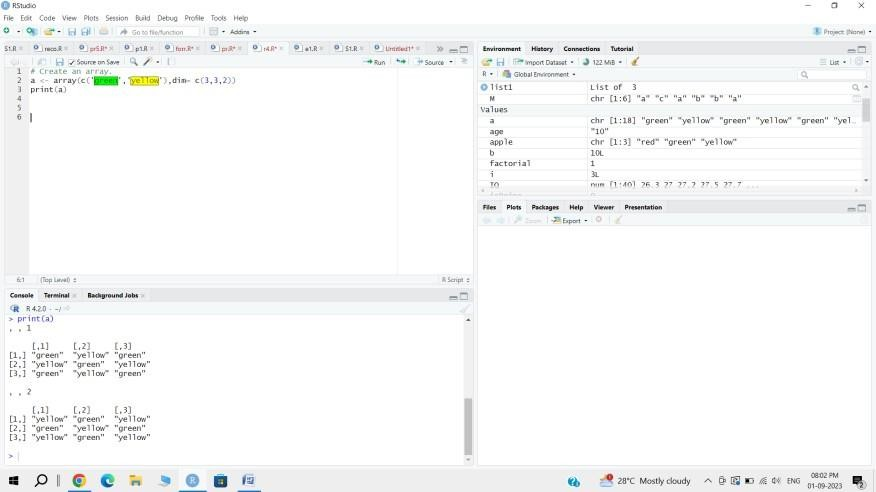 RStudio
File Edit Code View Plots Session Build Debug Profile Tools Help
Go to file/function Addins
Project: (None)
S1.R reco.R pr5.R* p1.R forr.R* pr.R* r4.R* e1.R S1.R Untitled1*
Source on Save Run Source
1 # Create an array.
2 a <- array(c('green','yellow'),dim= c(3,3,2))
3 print(a)
4
5
6
6:1 (Top Level) R Script
Console Terminal Background Jobs
R 4.2.0 · ~/
> print(a)
, , 1
[,1] [,2] [,3]
[1,] "green" "yellow" "green"
[2,] "yellow" "green" "yellow"
[3,] "green" "yellow" "green"
, , 2
[,1] [,2] [,3]
[1,] "yellow" "green" "yellow"
[2,] "green" "yellow" "green"
[3,] "yellow" "green" "yellow"
>
Environment History Connections Tutorial
Import Dataset 122 MiB List
R Global Environment
list1 List of 3
M chr [1:6] "a" "c" "a" "b" "b" "a"
Values
a chr [1:18] "green" "yellow" "green" "yellow" "green" "yel…
age "10"
apple chr [1:3] "red" "green" "yellow"
b 10L
factorial 1
i 3L
num [1:40] 26.3 27 27.2 27.5 27.7 ...
Files Plots Packages Help Viewer Presentation
Zoom Export
28°C Mostly cloudy ENG 08:02 PM
01-09-2023
2